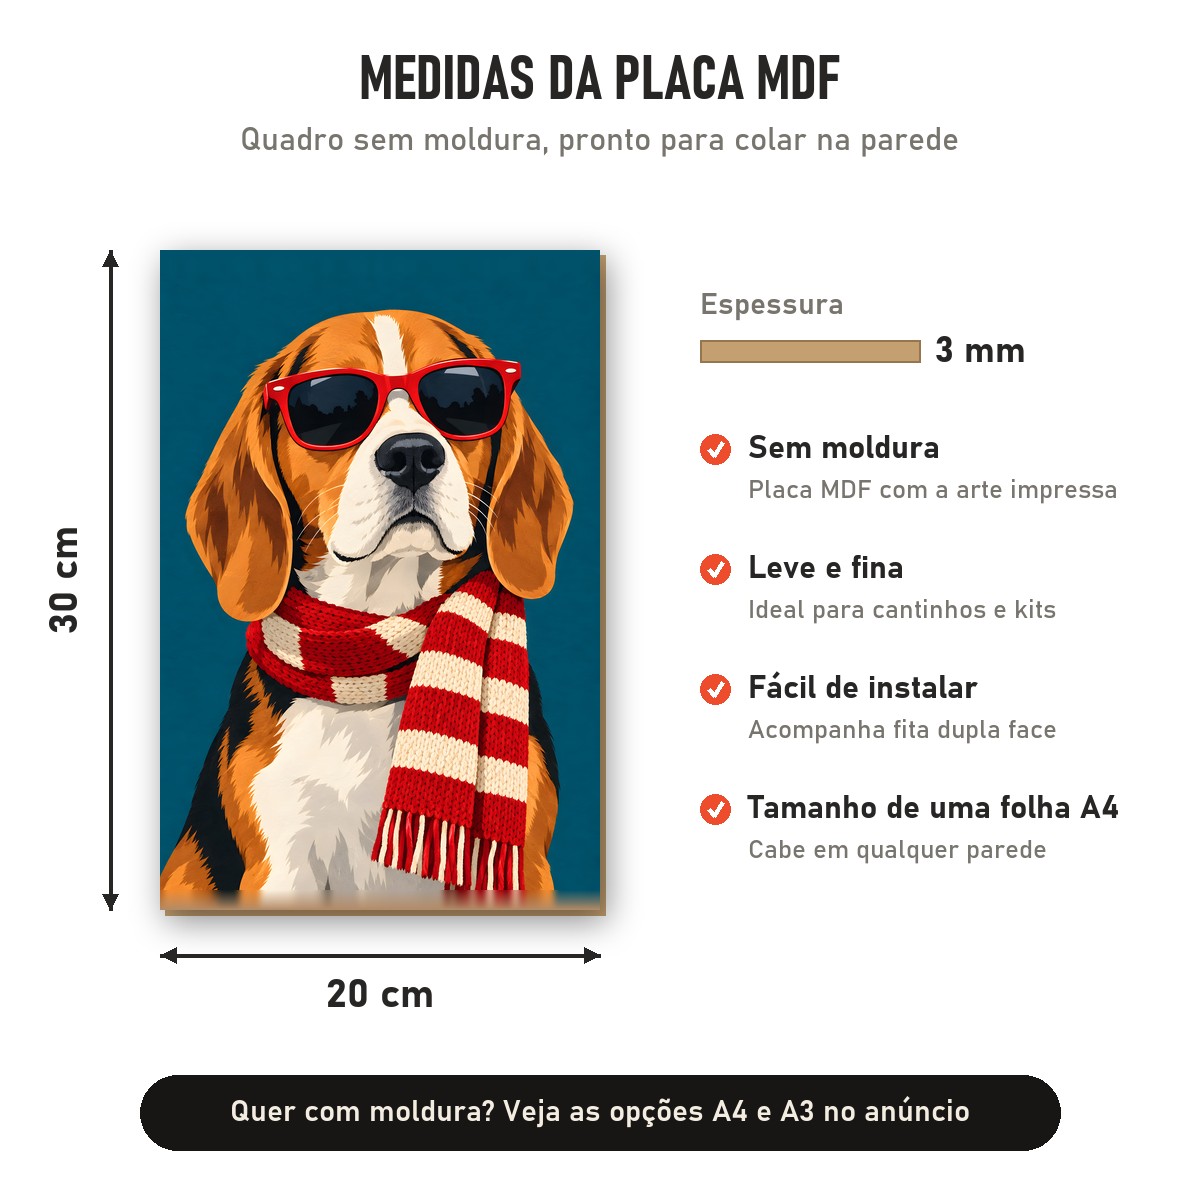 MEDIDAS DA PLACA MDF
Quadro sem moldura, pronto para colar na parede
30 cm
20 cm
Espessura
3 mm
Sem moldura
Placa MDF com a arte impressa
Leve e fina
Ideal para cantinhos e kits
Fácil de instalar
Acompanha fita dupla face
Tamanho de uma folha A4
Cabe em qualquer parede
Quer com moldura? Veja as opções A4 e A3 no anúncio